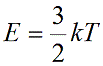 E = 3/2 kT